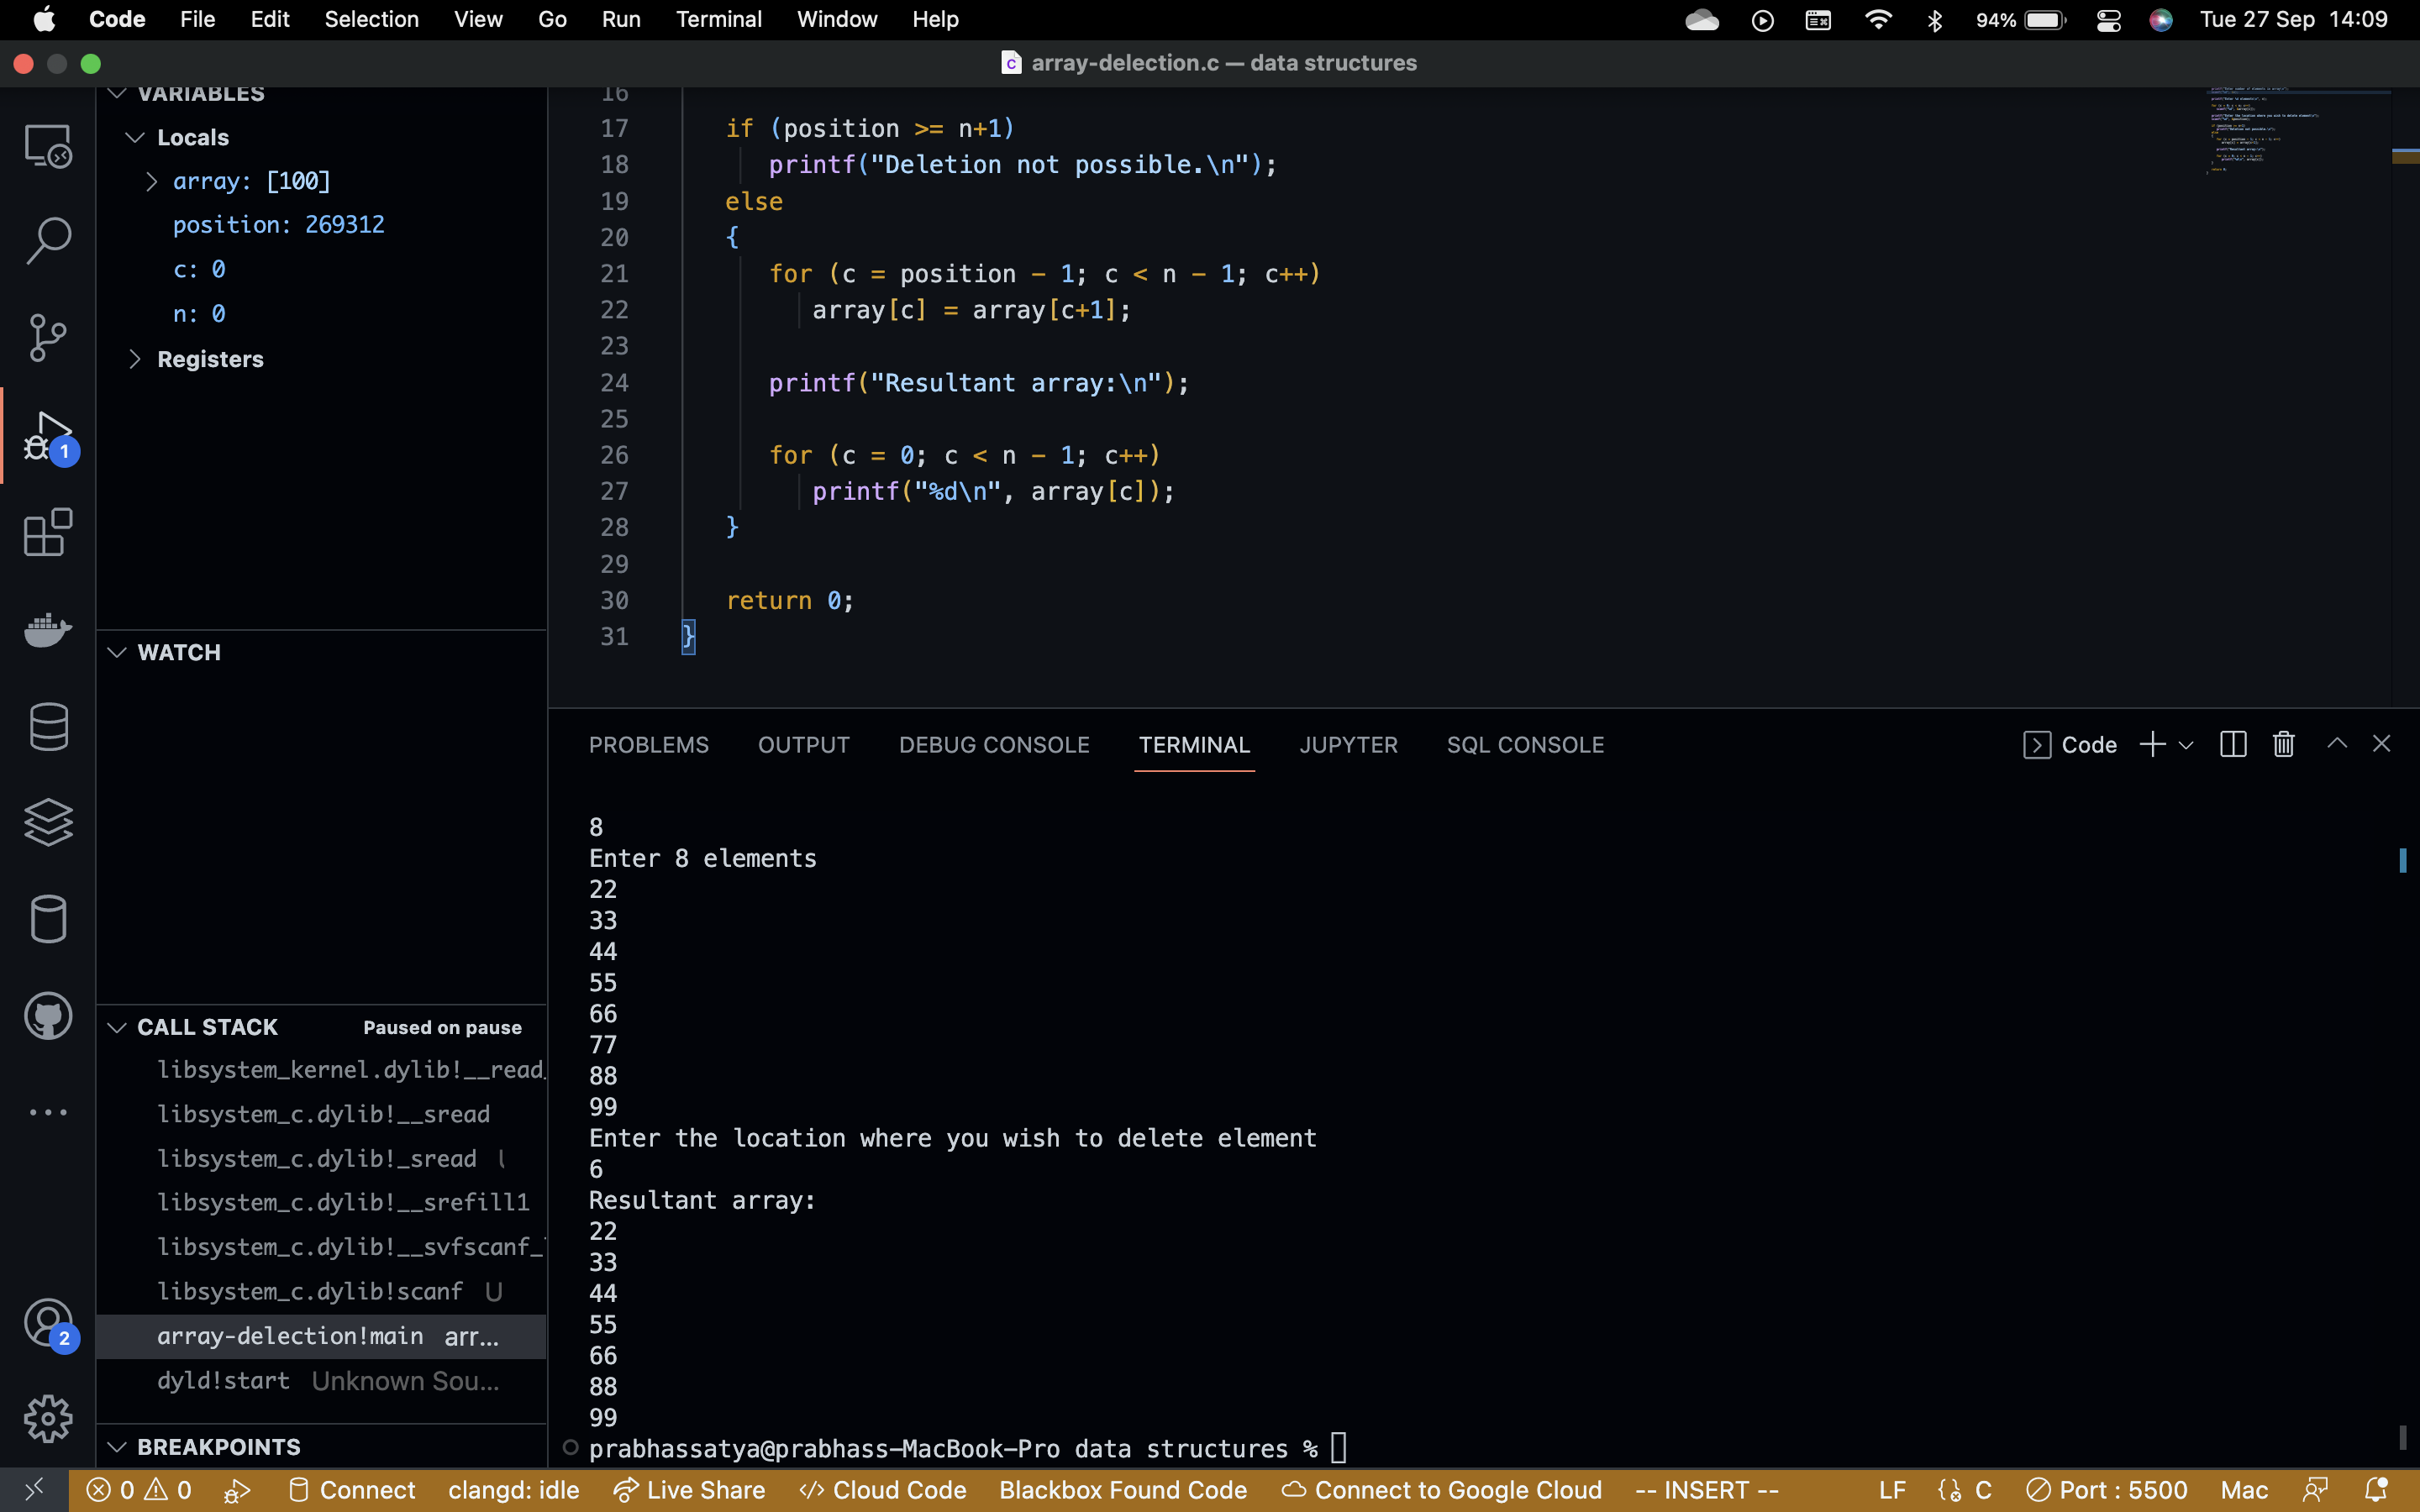 Code File Edit Selection View Go Run Terminal Window Help 94% Tue 27 Sep 14:09
C array-delection.c — data structures
VARIABLES
Locals
array: [100]
position: 269312
c: 0
n: 0
Registers
WATCH
CALL STACK Paused on pause
libsystem_kernel.dylib!__read_
libsystem_c.dylib!__sread
libsystem_c.dylib!_sread
libsystem_c.dylib!__srefill1
libsystem_c.dylib!__svfscanf_
libsystem_c.dylib!scanf U
array-delection!main arr...
dyld!start Unknown Sou...
BREAKPOINTS
1
2
16
17 if (position >= n+1)
18 printf("Deletion not possible.\n");
19 else
20 {
21 for (c = position - 1; c < n - 1; c++)
22 array[c] = array[c+1];
23
24 printf("Resultant array:\n");
25
26 for (c = 0; c < n - 1; c++)
27 printf("%d\n", array[c]);
28 }
29
30 return 0;
31 }
PROBLEMS OUTPUT DEBUG CONSOLE TERMINAL JUPYTER SQL CONSOLE Code
8
Enter 8 elements
22
33
44
55
66
77
88
99
Enter the location where you wish to delete element
6
Resultant array:
22
33
44
55
66
88
99
prabhassatya@prabhass-MacBook-Pro data structures %
0 0 Connect clangd: idle Live Share Cloud Code Blackbox Found Code Connect to Google Cloud -- INSERT -- LF C Port : 5500 Mac